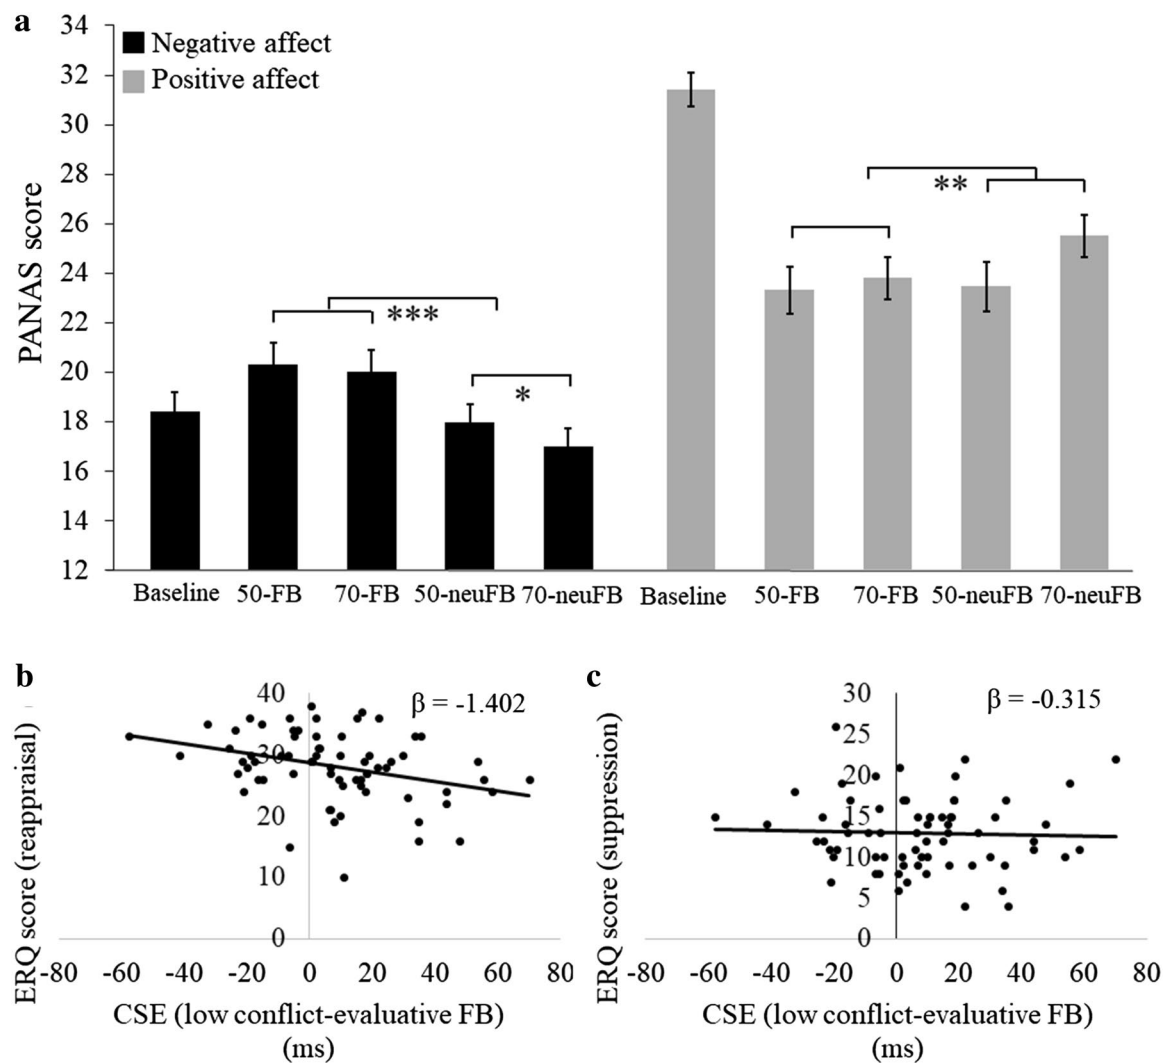 a
PANAS score
34
32
30
28
26
24
22
20
18
16
14
12
Negative affect
Positive affect
***
*
**
Baseline 50-FB 70-FB 50-neuFB 70-neuFB Baseline 50-FB 70-FB 50-neuFB 70-neuFB
b
ERQ score (reappraisal)
40
30
20
10
0
β = -1.402
-80 -60 -40 -20 0 20 40 60 80
CSE (low conflict-evaluative FB)
(ms)
c
ERQ score (suppression)
30
25
20
15
10
5
0
β = -0.315
-80 -60 -40 -20 0 20 40 60 80
CSE (low conflict-evaluative FB)
(ms)